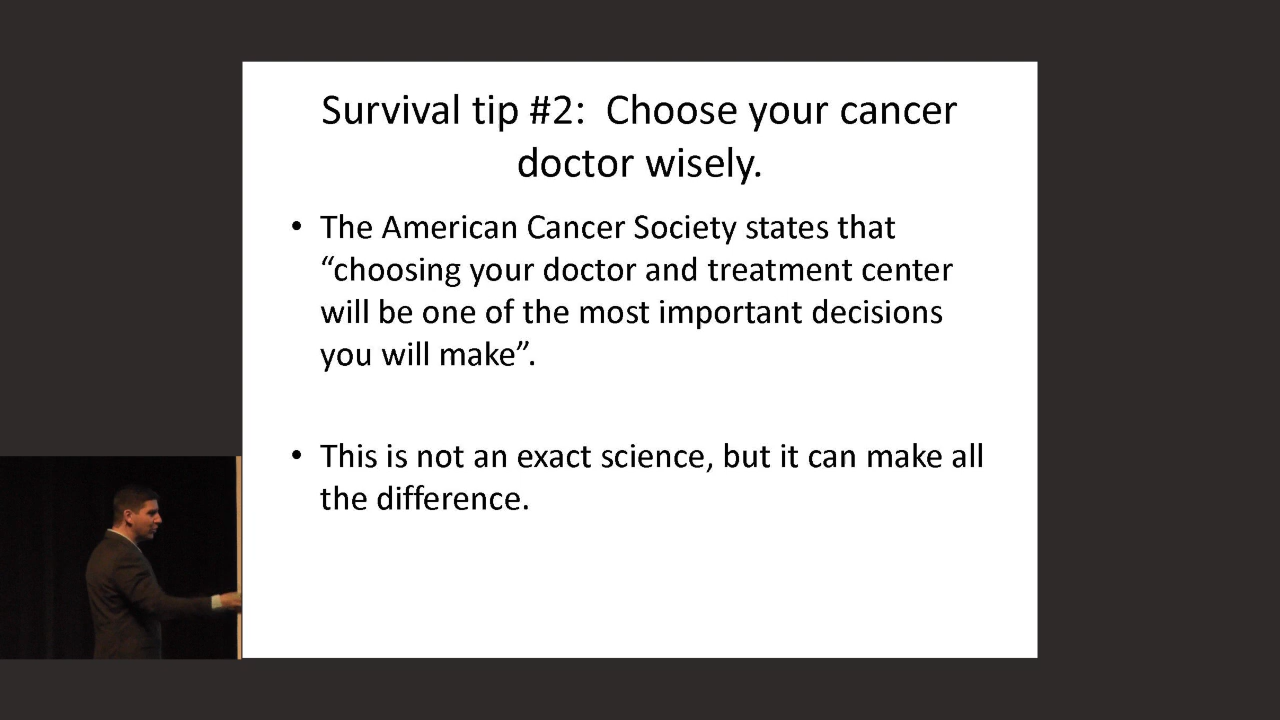 Survival tip #2:  Choose your cancer
doctor wisely.
• The American Cancer Society states that
“choosing your doctor and treatment center
will be one of the most important decisions
you will make”.
• This is not an exact science, but it can make all
the difference.